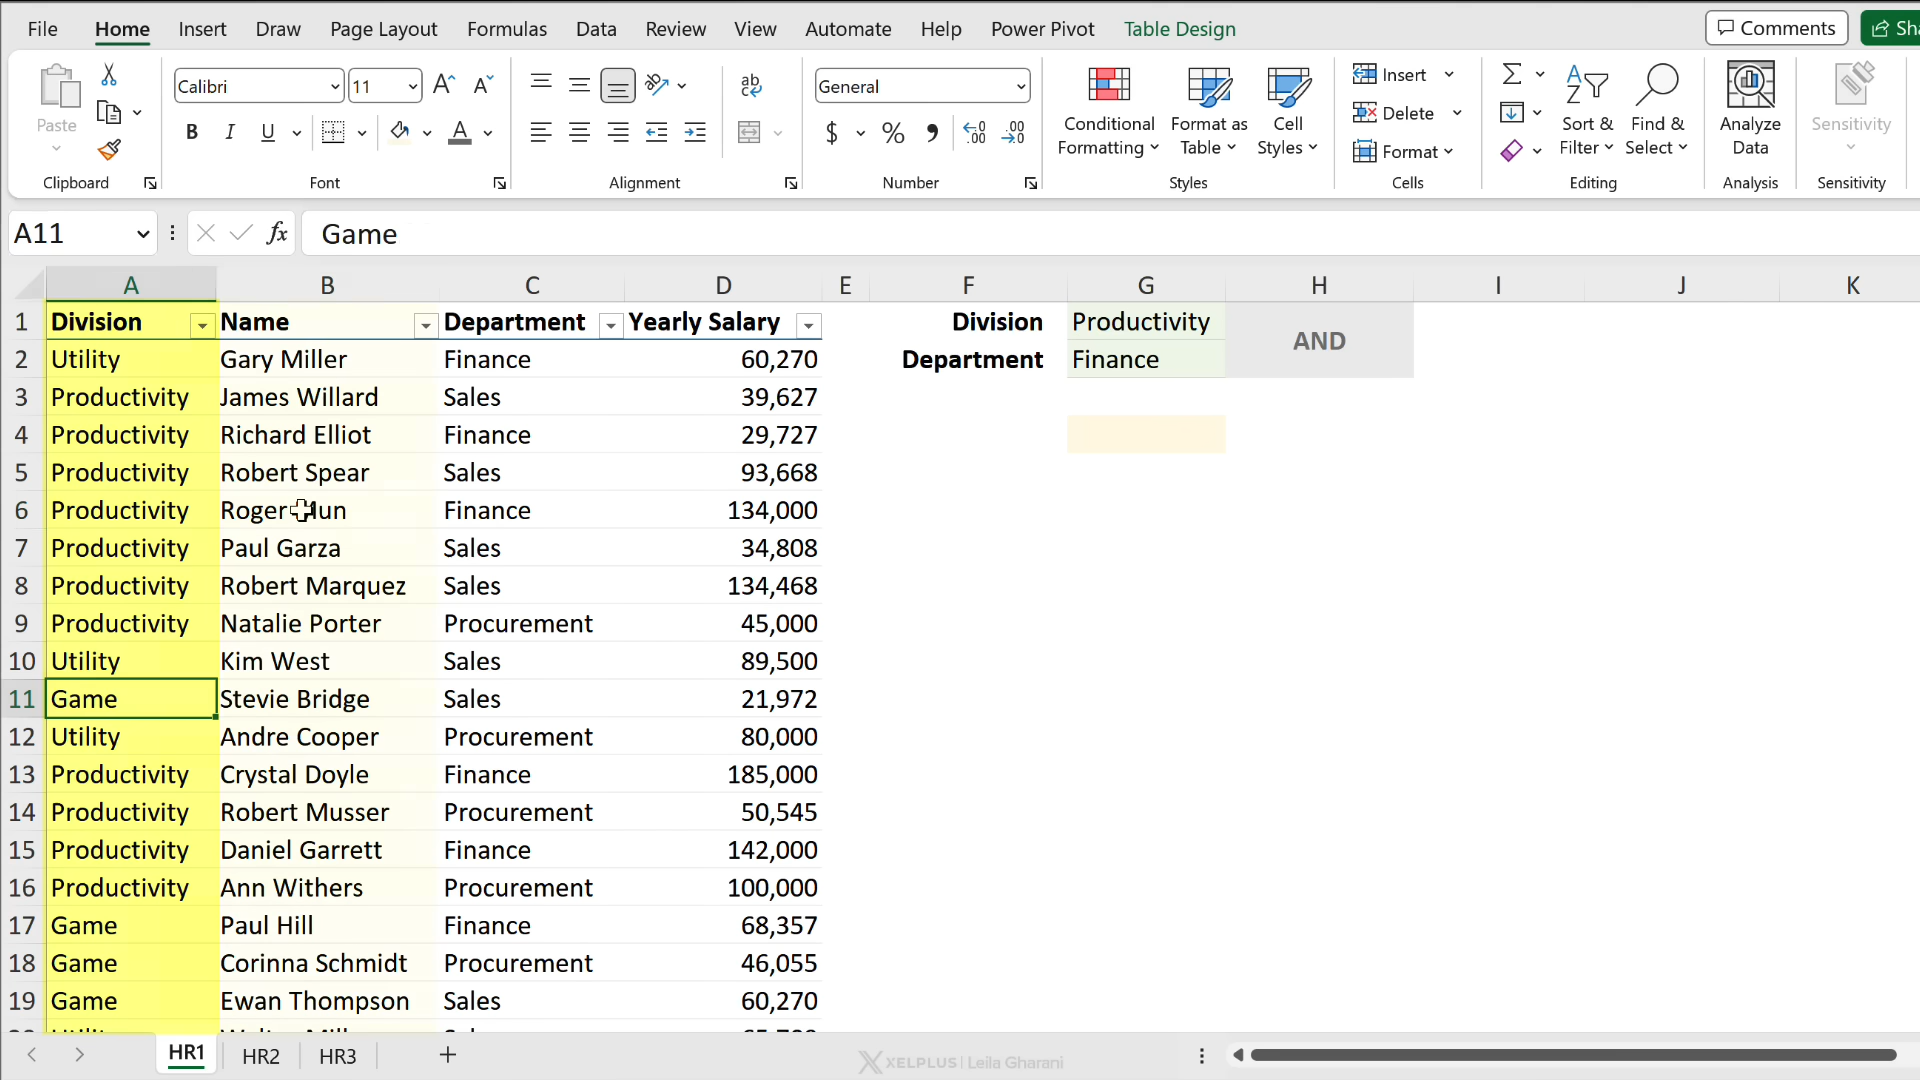 File Home Insert Draw Page Layout Formulas Data Review View Automate Help Power Pivot Table Design Comments
Calibri 11 General
Paste
B I U A $ % 9
Conditional Formatting Format as Table Cell Styles
Insert
Delete
Format
Sort & Filter Find & Select Analyze Data Sensitivity
Clipboard Font Alignment Number Styles Cells Editing Analysis Sensitivity
A11 fx Game
A B C D E F G H I J K
1 Division Name Department Yearly Salary Division Productivity AND
2 Utility Gary Miller Finance 60,270 Department Finance
3 Productivity James Willard Sales 39,627
4 Productivity Richard Elliot Finance 29,727
5 Productivity Robert Spear Sales 93,668
6 Productivity Roger Finance 134,000
7 Productivity Paul Garza Sales 34,808
8 Productivity Robert Marquez Sales 134,468
9 Productivity Natalie Porter Procurement 45,000
10 Utility Kim West Sales 89,500
11 Game Stevie Bridge Sales 21,972
12 Utility Andre Cooper Procurement 80,000
13 Productivity Crystal Doyle Finance 185,000
14 Productivity Robert Musser Procurement 50,545
15 Productivity Daniel Garrett Finance 142,000
16 Productivity Ann Withers Procurement 100,000
17 Game Paul Hill Finance 68,357
18 Game Corinna Schmidt Procurement 46,055
19 Game Ewan Thompson Sales 60,270
HR1 HR2 HR3 +
XELPLUS | Leila Gharani